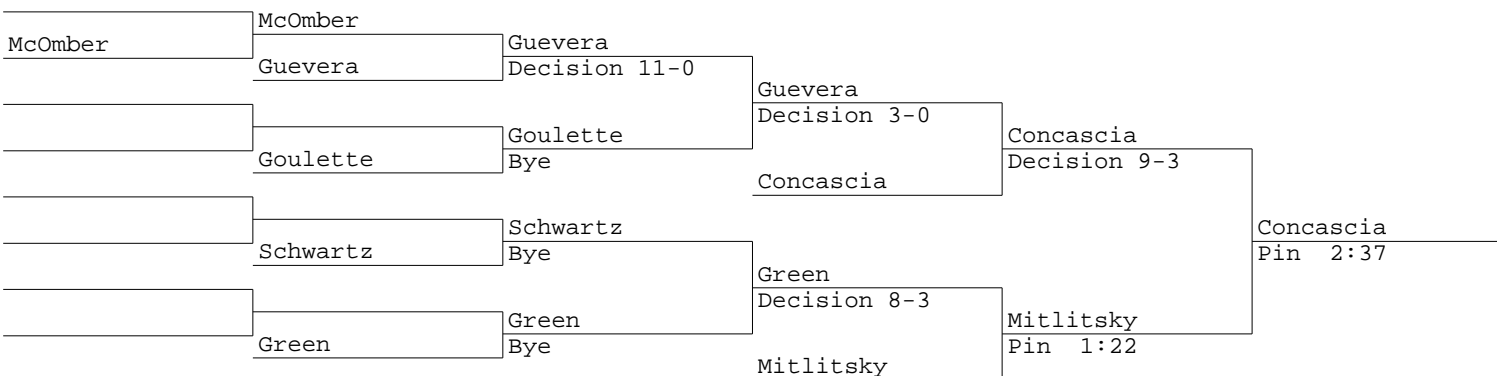 McOmber
McOmber
Guevera
Guevera
Decision 11-0
Guevera
Decision 3-0
Goulette
Goulette
Bye
Concascia
Concascia
Decision 9-3
Schwartz
Schwartz
Bye
Concascia
Pin 2:37
Green
Decision 8-3
Green
Green
Bye
Mitlitsky
Mitlitsky
Pin 1:22